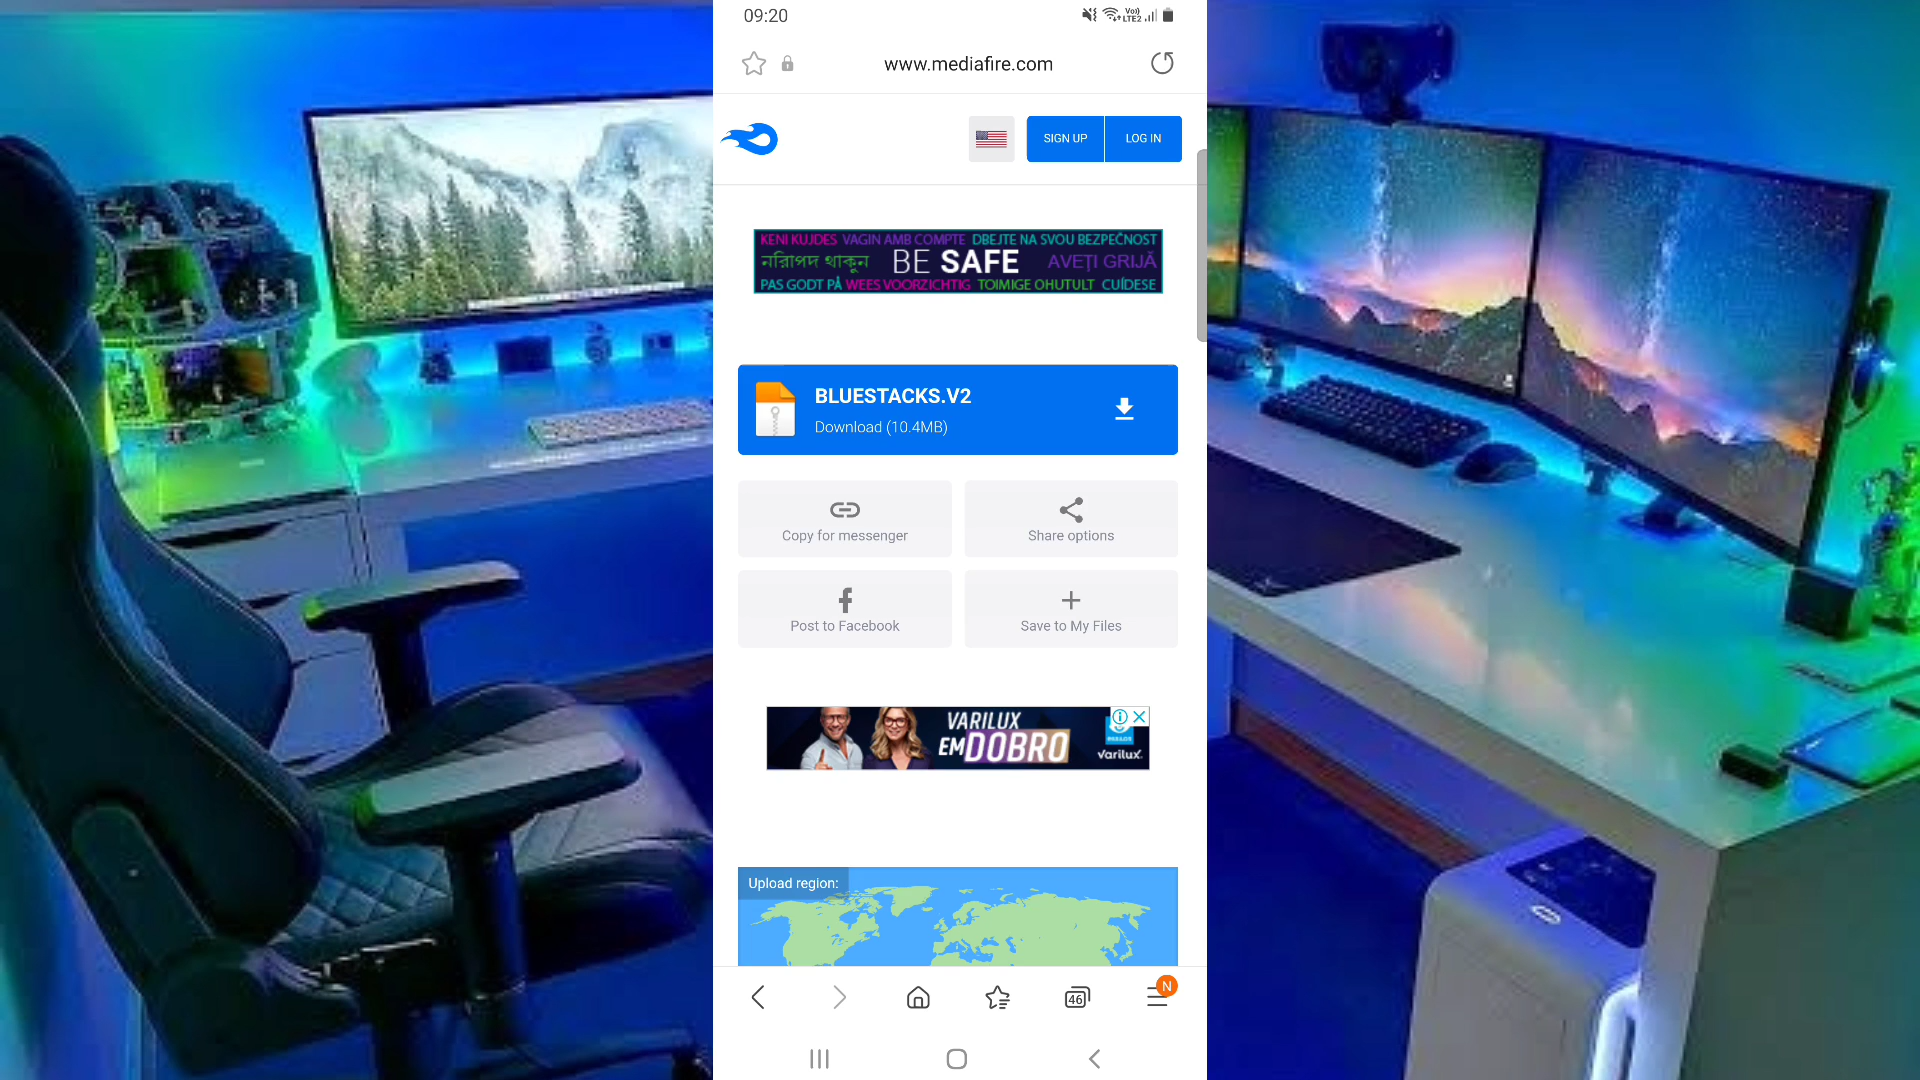 09:20
Vo))
LTE2
www.mediafire.com
SIGN UP
LOG IN
KENI KUJDES VAGIN AMB COMPTE DBEJTE NA SVOU BEZPEČNOST
নিরাপদ থাকুন BE SAFE AVEȚI GRIJĂ
PAS GODT PÅ WEES VOORZICHTIG TOIMIGE OHUTULT CUÍDESE
BLUESTACKS.V2
Download (10.4MB)
Copy for messenger
Share options
Post to Facebook
Save to My Files
VARILUX
EM DOBRO
varilux.
Upload region:
46
N